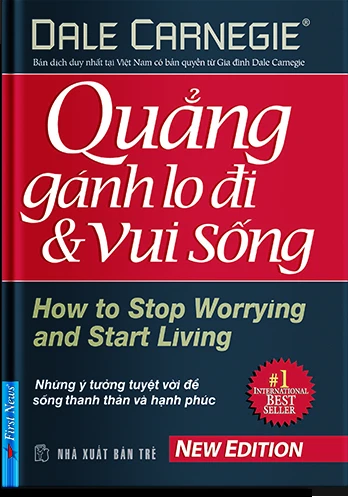 DALE CARNEGIE®
Bản dịch duy nhất tại Việt Nam có bản quyền từ Gia đình Dale Carnegie
Quẳng
gánh lo đi
& vui sống
How to Stop Worrying
and Start Living
Những ý tưởng tuyệt vời để
sống thanh thản và hạnh phúc
#1
INTERNATIONAL
BEST
SELLER
First News®
NHÀ XUẤT BẢN TRẺ
NEW EDITION